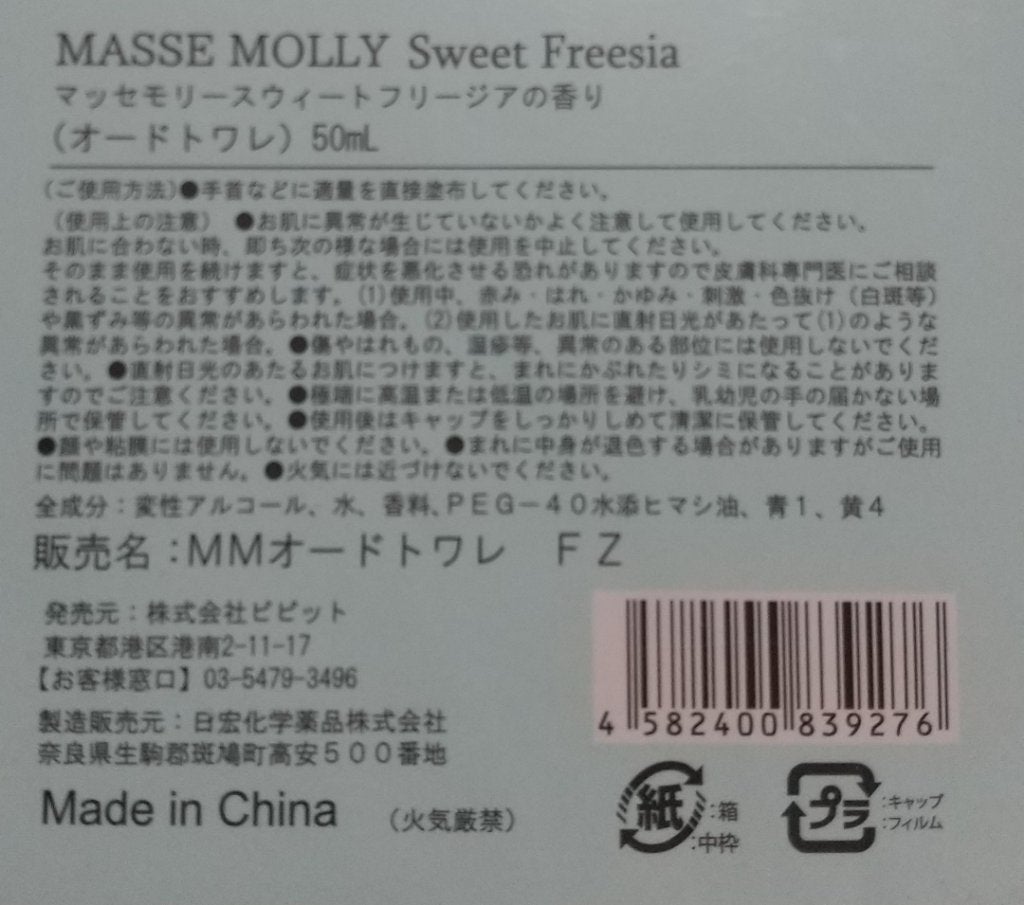 MASSE MOLLY Sweet Freesia
マッセモリースウィートフリージアの香り
（オードトワレ）50mL
(ご使用方法)●手首などに適量を直接塗布してください。
（使用上の注意） ●お肌に異常が生じていないかよく注意して使用してください。
お肌に合わない時、即ち次の様な場合には使用を中止してください。
そのまま使用を続けますと、症状を悪化させる恐れがありますので皮膚科専門医にご相談
されることをおすすめします。(1)使用中、赤み・はれ・かゆみ・刺激・色抜け（白斑等）
や黒ずみ等の異常があらわれた場合。(2)使用したお肌に直射日光があたって(1)のような
異常があらわれた場合。●傷やはれもの、湿疹等、異常のある部位には使用しないでくだ
さい。●直射日光のあたるお肌につけますと、まれにかぶれたりシミになることがありま
すのでご注意ください。●極端に高温または低温の場所を避け、乳幼児の手の届かない場
所で保管してください。●使用後はキャップをしっかりしめて清潔に保管してください。
●顔や粘膜には使用しないでください。●まれに中身が退色する場合がありますがご使用
に問題はありません。●火気には近づけないでください。
全成分：変性アルコール、水、香料、ＰＥＧ－４０水添ヒマシ油、青１、黄４
販売名：ＭＭオードトワレ　ＦＺ
発売元：株式会社ビビット
東京都港区港南2-11-17
【お客様窓口】03-5479-3496
製造販売元：日宏化学薬品株式会社
奈良県生駒郡斑鳩町高安５００番地
Made in China （火気厳禁）
4 582400 839276
紙 :箱
:中枠
プラ :キャップ
:フィルム